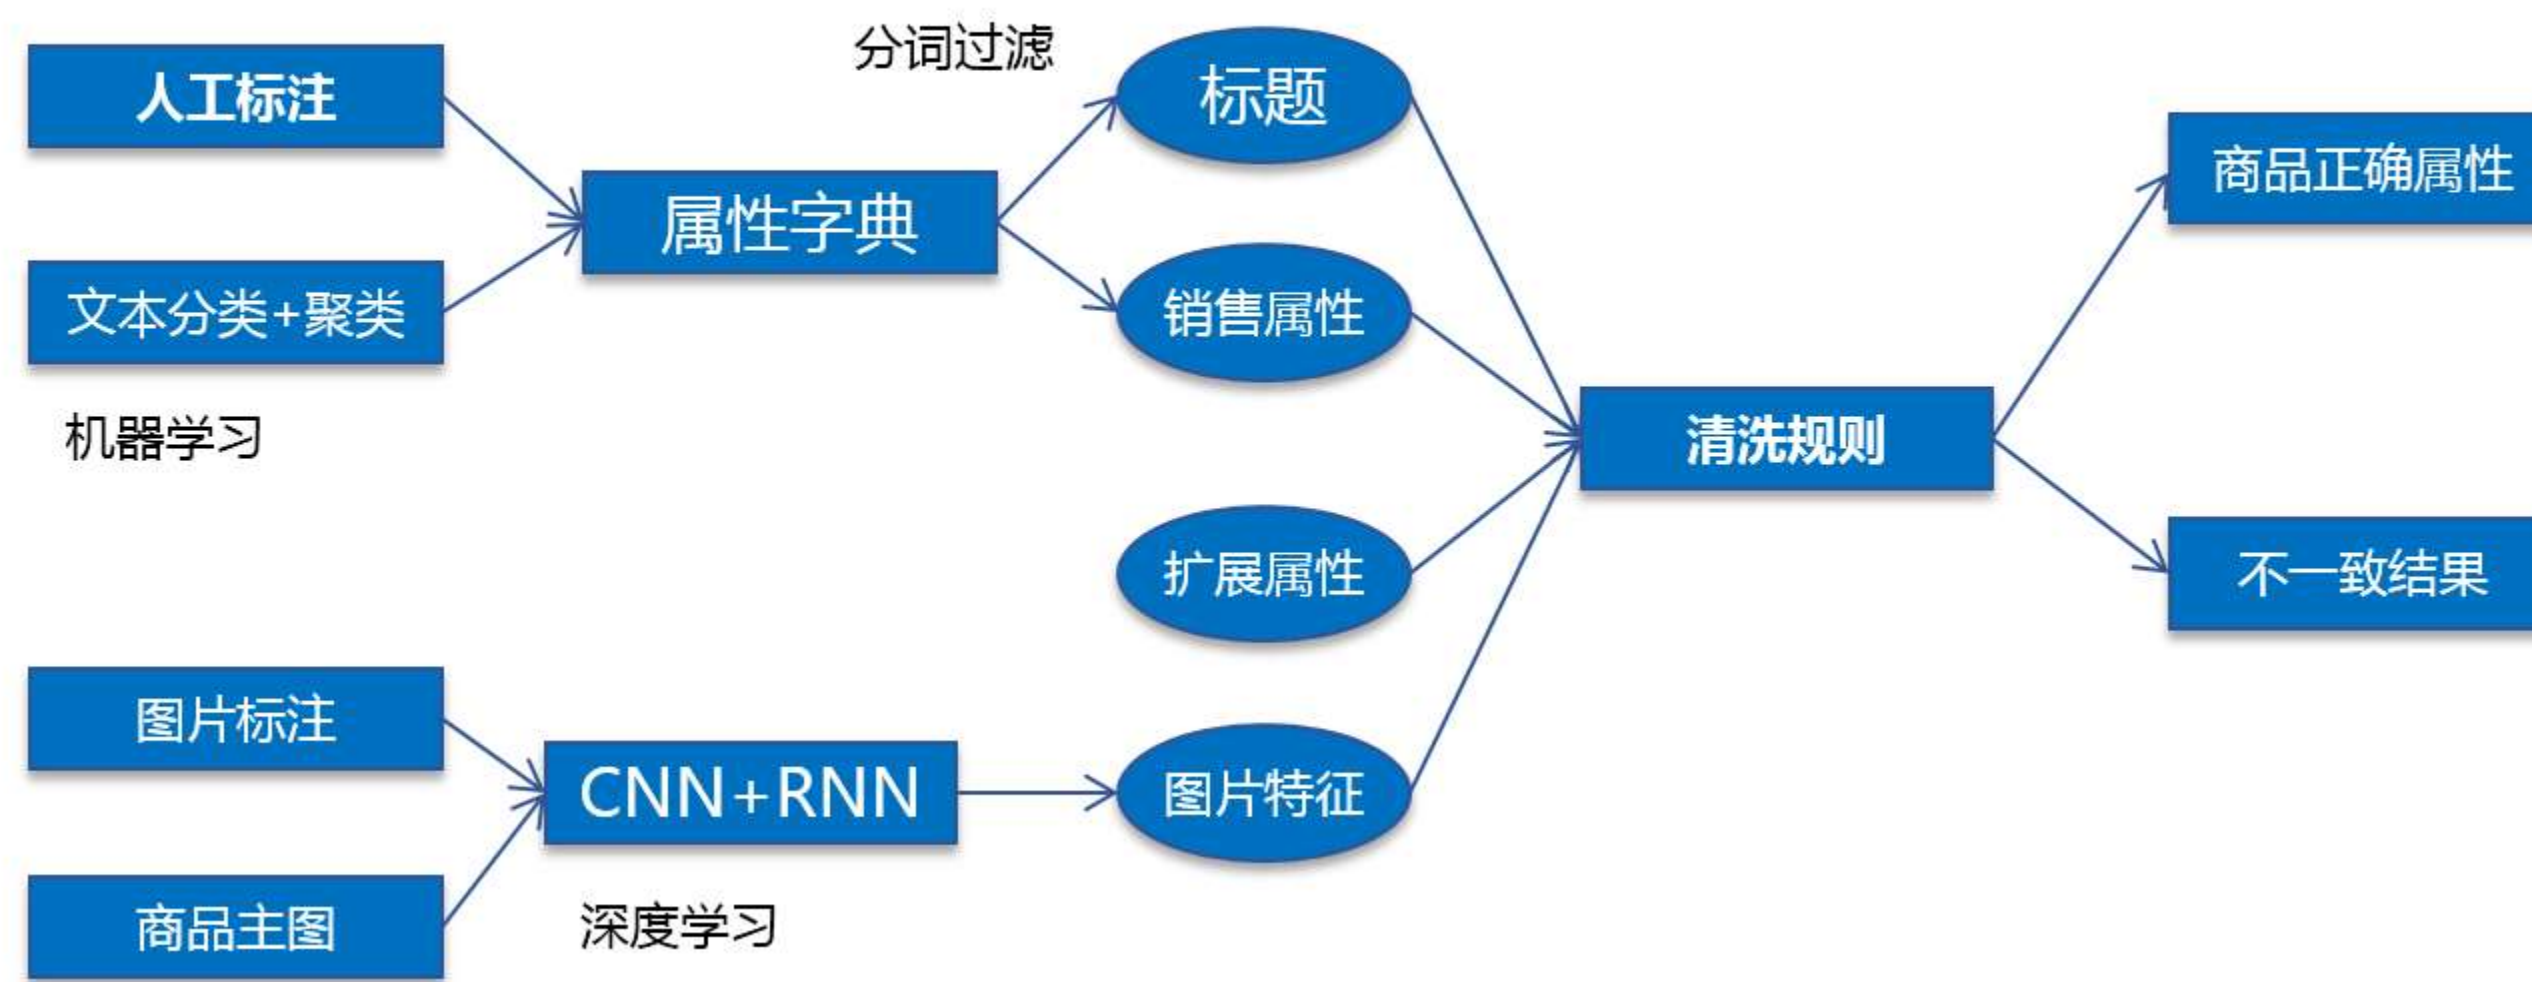 人工标注
文本分类+聚类
机器学习
属性字典
分词过滤
标题
销售属性
扩展属性
图片标注
商品主图
CNN+RNN
深度学习
图片特征
清洗规则
商品正确属性
不一致结果